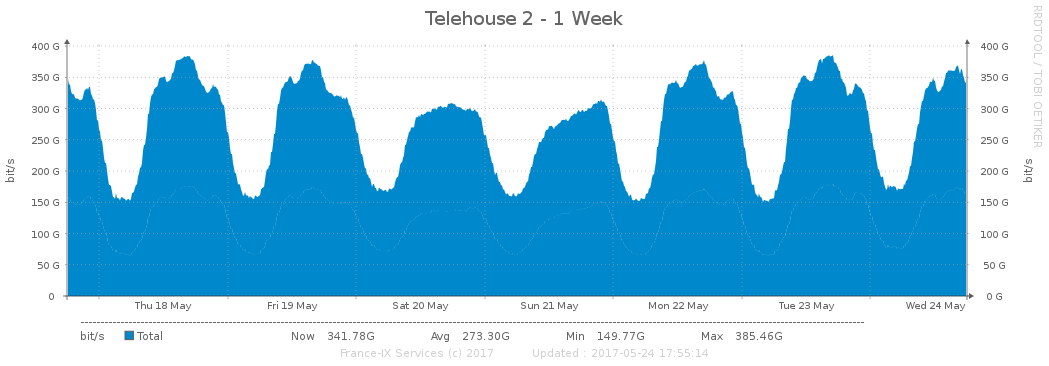 Telehouse 2 - 1 Week
RRDTOOL / TOBI OETIKER
bit/s
400 G
350 G
300 G
250 G
200 G
150 G
100 G
50 G
0
400 G
350 G
300 G
250 G
200 G
150 G
100 G
50 G
0 G
bit/s
Thu 18 May Fri 19 May Sat 20 May Sun 21 May Mon 22 May Tue 23 May Wed 24 May
bit/s Total Now 341.78G Avg 273.30G Min 149.77G Max 385.46G
France-IX Services (c) 2017 Updated : 2017-05-24 17:55:14